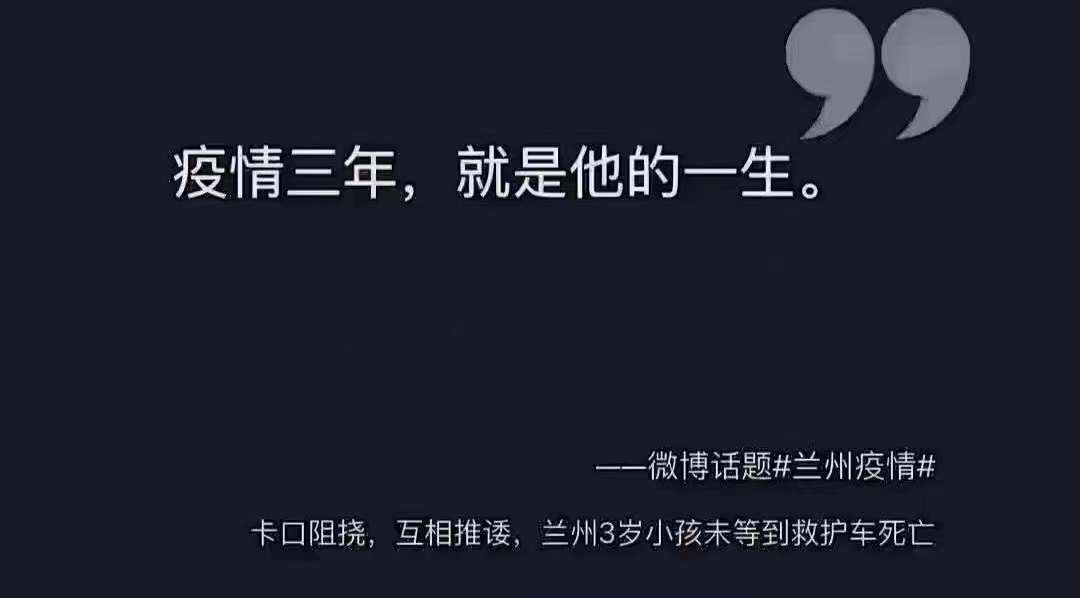 疫情三年，就是他的一生。
——微博话题#兰州疫情#
卡口阻挠，互相推诿，兰州3岁小孩未等到救护车死亡